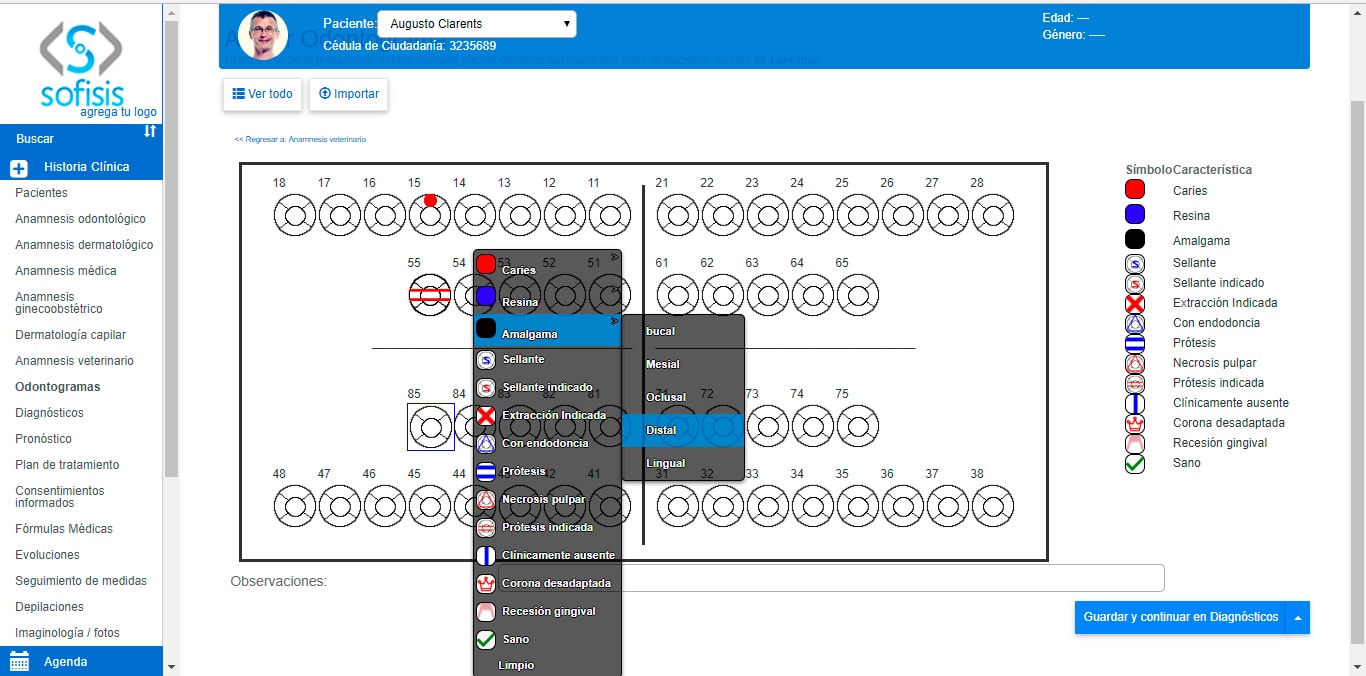 sofisis
agrega tu logo
Buscar
Historia Clínica
Pacientes
Anamnesis odontológico
Anamnesis dermatológico
Anamnesis médica
Anamnesis
ginecoobstétrico
Dermatología capilar
Anamnesis veterinario
Odontogramas
Diagnósticos
Pronóstico
Plan de tratamiento
Consentimientos
informados
Fórmulas Médicas
Evoluciones
Seguimiento de medidas
Depilaciones
Imaginología / fotos
Agenda
Paciente: Augusto Clarents
Cédula de Ciudadanía: 3235689
Edad: —
Género: —-
Ver todo
Importar
<< Regresar a: Anamnesis veterinario
18 17 16 15 14 13 12 11 21 22 23 24 25 26 27 28
55 54 53 52 51 61 62 63 64 65
85 84 83 82 81 71 72 73 74 75
48 47 46 45 44 42 41 31 32 33 34 35 36 37 38
Caries
Resina
Amalgama
Sellante
Sellante indicado
Extracción Indicada
Con endodoncia
Prótesis
Necrosis pulpar
Prótesis indicada
Clínicamente ausente
Corona desadaptada
Recesión gingival
Sano
Limpio
bucal
Mesial
Oclusal
Distal
Lingual
Observaciones:
Guardar y continuar en Diagnósticos
Símbolo Característica
Caries
Resina
Amalgama
Sellante
Sellante indicado
Extracción Indicada
Con endodoncia
Prótesis
Necrosis pulpar
Prótesis indicada
Clínicamente ausente
Corona desadaptada
Recesión gingival
Sano